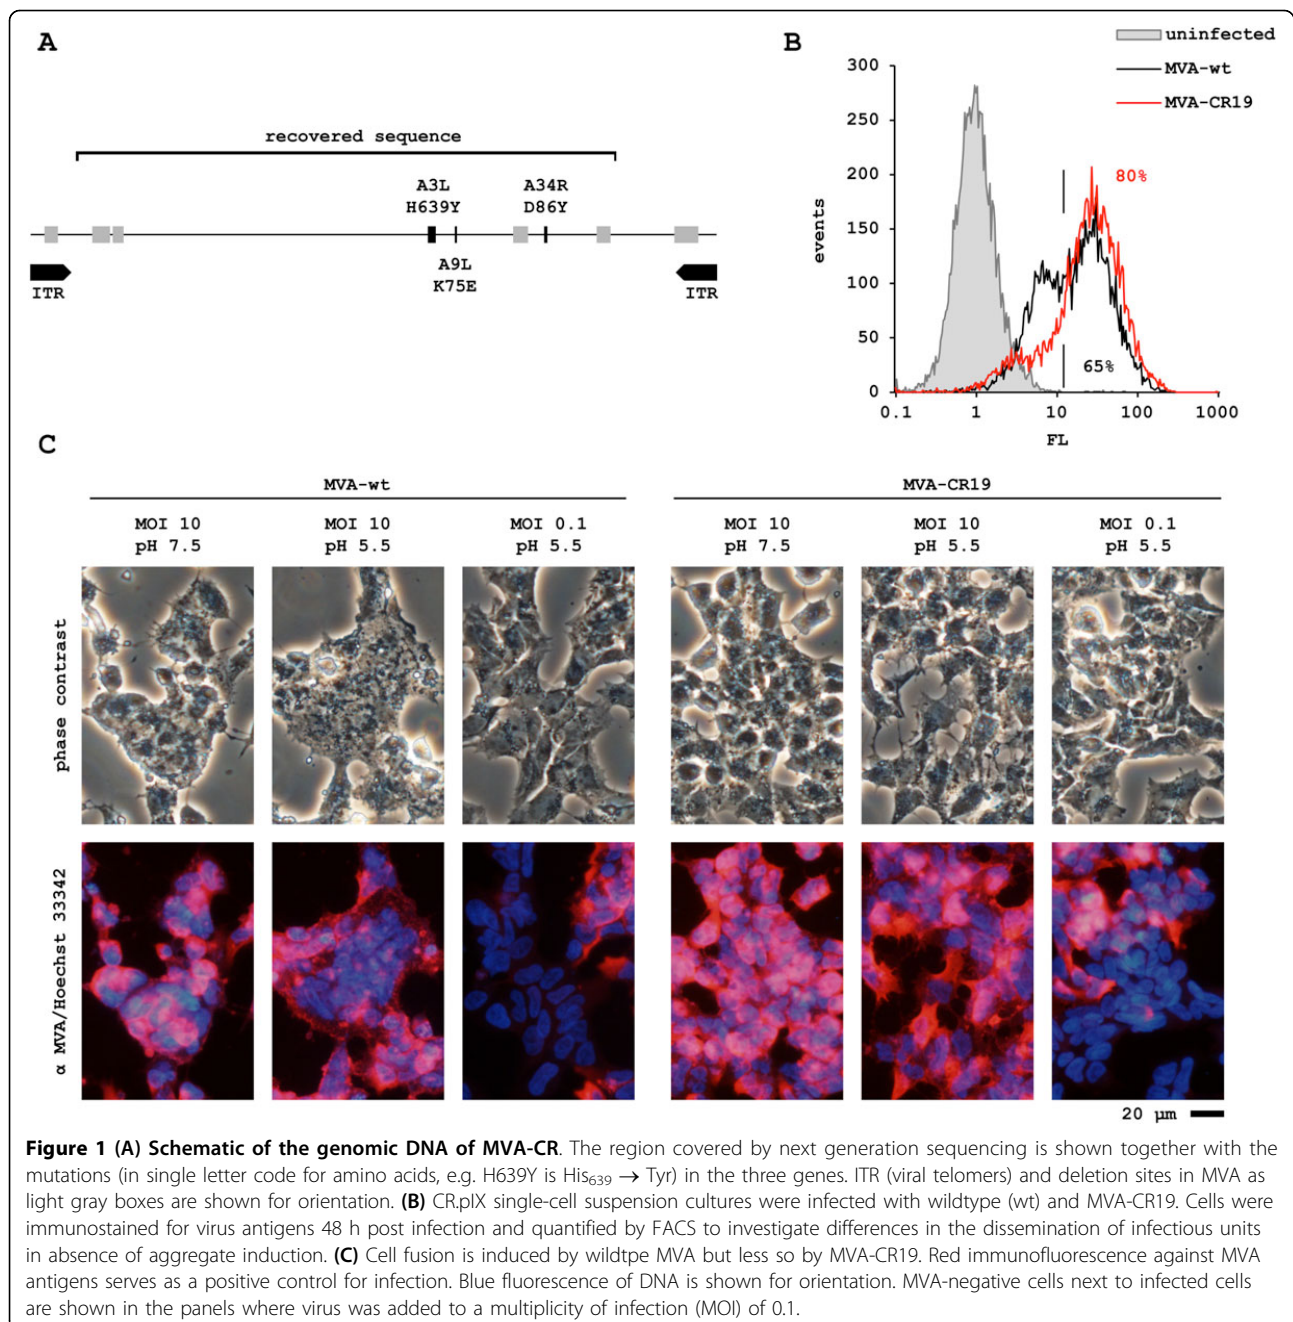 A
recovered sequence
A3L
H639Y
A34R
D86Y
A9L
K75E
ITR
ITR
B
uninfected
MVA-wt
MVA-CR19
300
250
200
150
100
50
0
events
80%
65%
0.1 1 10 100 1000
FL
C
MVA-wt
MVA-CR19
MOI 10 MOI 10 MOI 0.1 MOI 10 MOI 10 MOI 0.1
pH 7.5 pH 5.5 pH 5.5 pH 7.5 pH 5.5 pH 5.5
phase contrast
α MVA/Hoechst 33342
20 µm
Figure 1 (A) Schematic of the genomic DNA of MVA-CR. The region covered by next generation sequencing is shown together with the
mutations (in single letter code for amino acids, e.g. H639Y is His639 → Tyr) in the three genes. ITR (viral telomers) and deletion sites in MVA as
light gray boxes are shown for orientation. (B) CR.pIX single-cell suspension cultures were infected with wildtype (wt) and MVA-CR19. Cells were
immunostained for virus antigens 48 h post infection and quantified by FACS to investigate differences in the dissemination of infectious units
in absence of aggregate induction. (C) Cell fusion is induced by wildtpe MVA but less so by MVA-CR19. Red immunofluorescence against MVA
antigens serves as a positive control for infection. Blue fluorescence of DNA is shown for orientation. MVA-negative cells next to infected cells
are shown in the panels where virus was added to a multiplicity of infection (MOI) of 0.1.